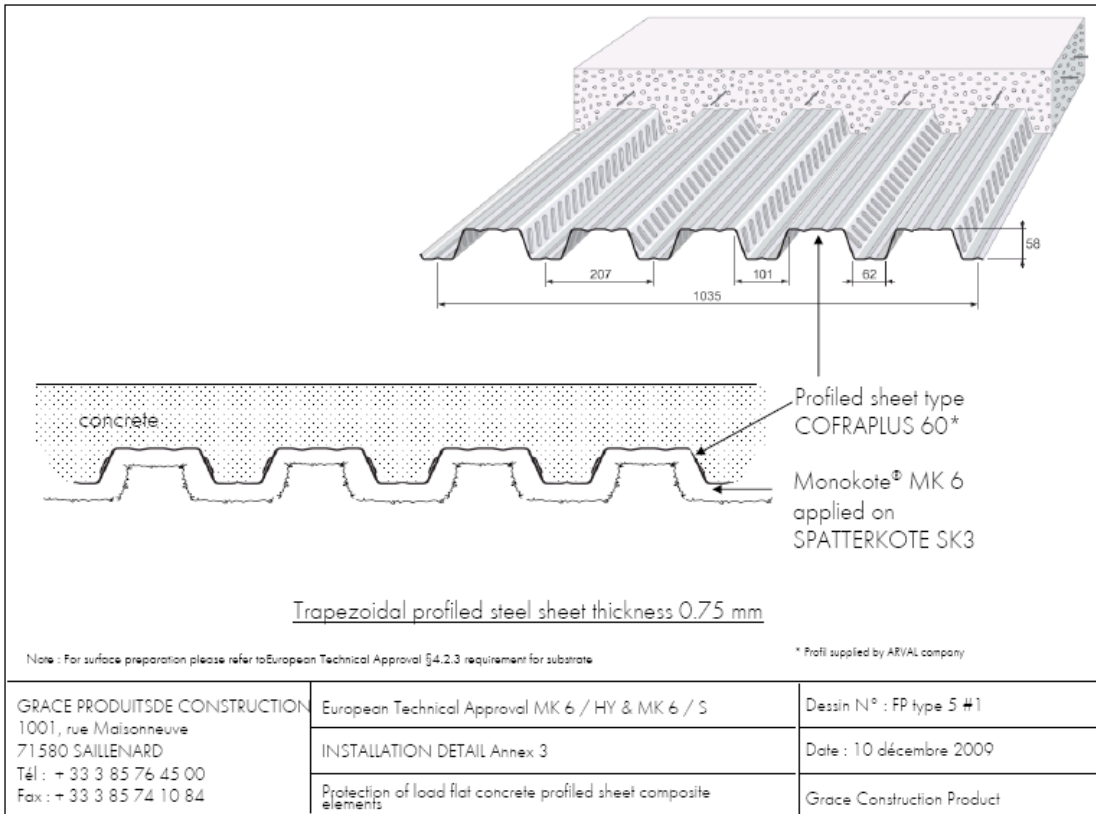 58
207
101
62
1035
concrete
Profiled sheet type
COFRAPLUS 60*
Monokote® MK 6
applied on
SPATTERKOTE SK3
Trapezoidal profiled steel sheet thickness 0.75 mm
Note : For surface preparation please refer toEuropean Technical Approval §4.2.3 requirement for substrate
* Profil supplied by ARVAL company
GRACE PRODUITSDE CONSTRUCTION
1001, rue Maisonneuve
71580 SAILLENARD
Tél : + 33 3 85 76 45 00
Fax : + 33 3 85 74 10 84
European Technical Approval MK 6 / HY & MK 6 / S
INSTALLATION DETAIL Annex 3
Protection of load flat concrete profiled sheet composite
elements
Dessin N° : FP type 5 #1
Date : 10 décembre 2009
Grace Construction Product